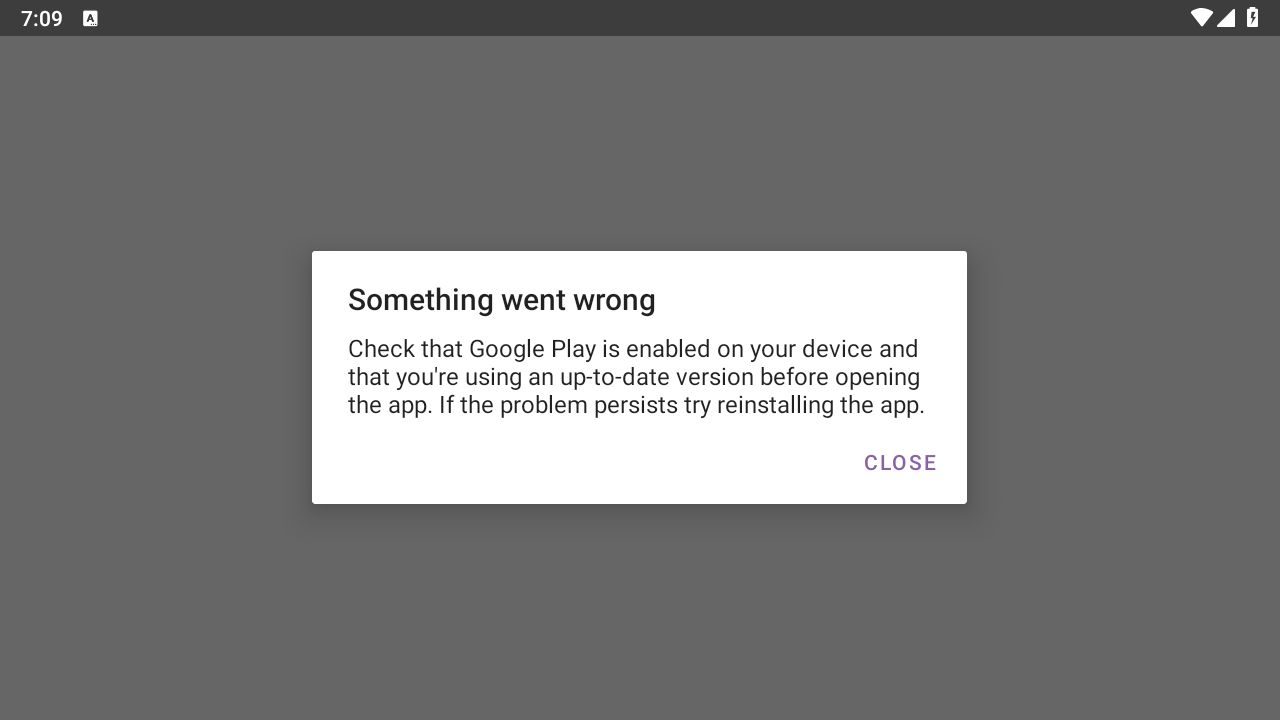 7:09
Something went wrong
Check that Google Play is enabled on your device and
that you're using an up-to-date version before opening
the app. If the problem persists try reinstalling the app.
CLOSE